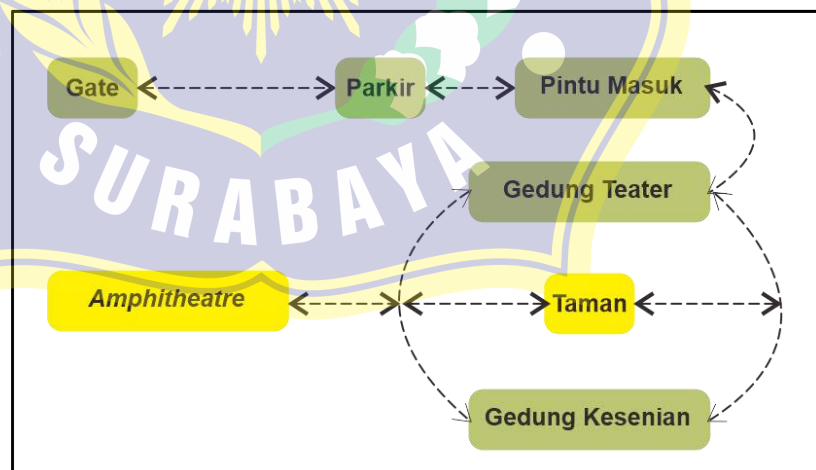 Gate
Parkir
Pintu Masuk
SURABAYA
Gedung Teater
Amphitheatre
Taman
Gedung Kesenian